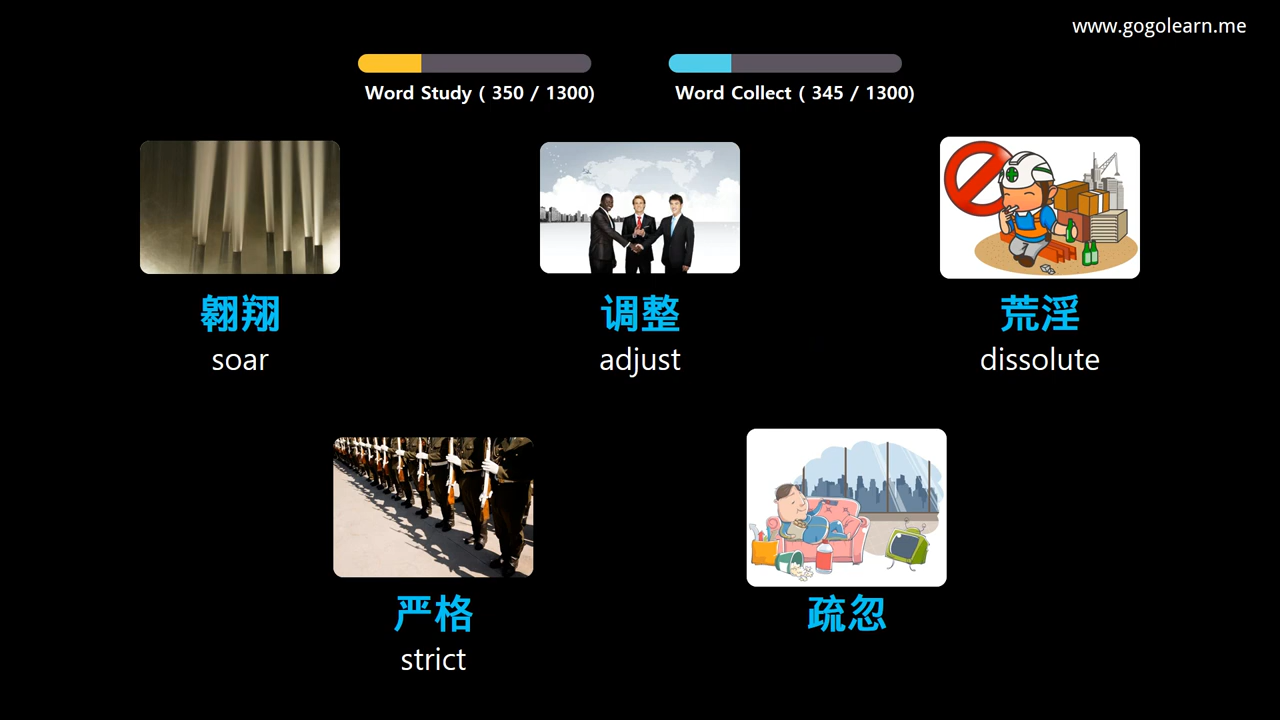 www.gogolearn.me
Word Study ( 350 / 1300)
Word Collect ( 345 / 1300)
翱翔
soar
调整
adjust
荒淫
dissolute
严格
strict
疏忽